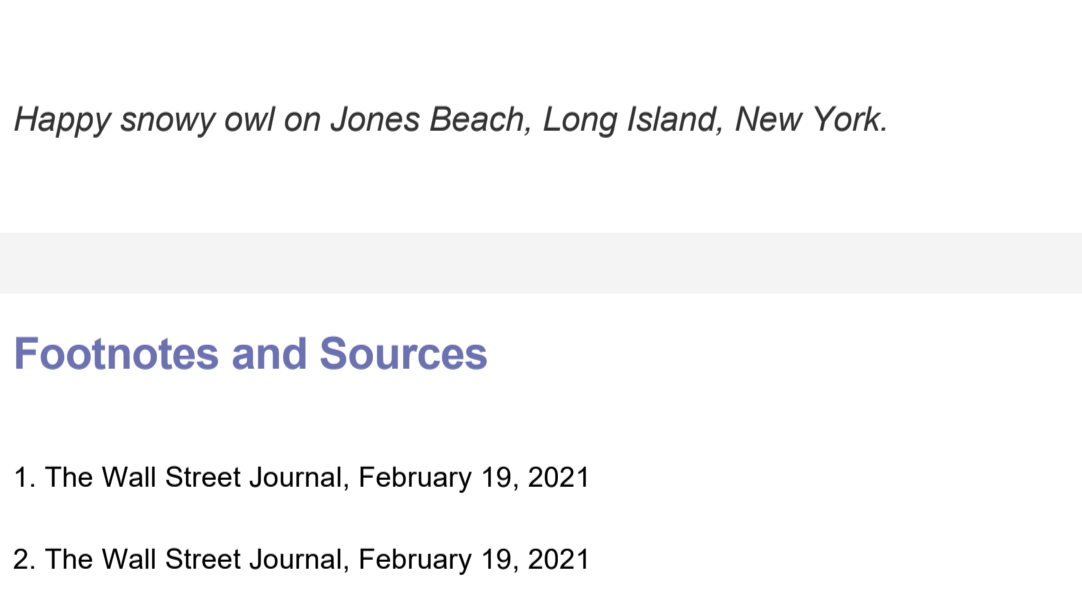 Happy snowy owl on Jones Beach, Long Island, New York.
Footnotes and Sources
1. The Wall Street Journal, February 19, 2021
2. The Wall Street Journal, February 19, 2021